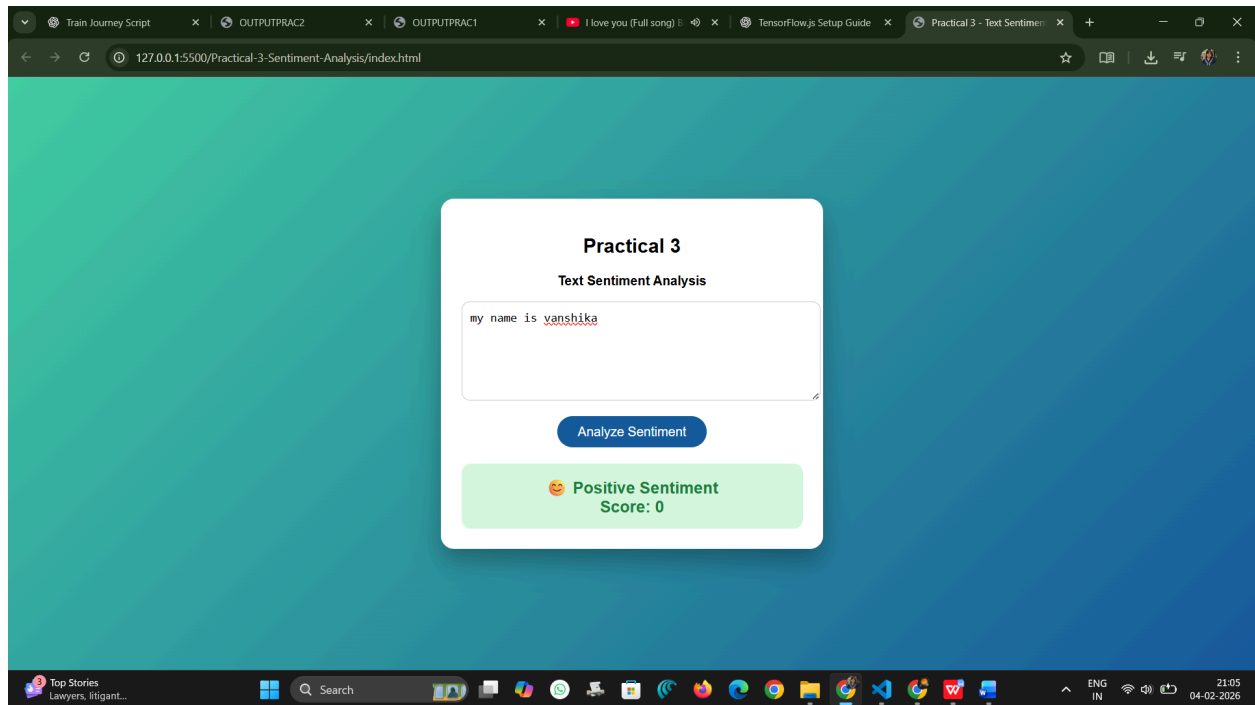 Train Journey Script
OUTPUTPRAC2
OUTPUTPRAC1
I love you (Full song)
TensorFlow.js Setup Guide
Practical 3 - Text Sentimen
127.0.0.1:5500/Practical-3-Sentiment-Analysis/index.html
Practical 3
Text Sentiment Analysis
my name is vanshika
Analyze Sentiment
😊 Positive Sentiment
Score: 0
3
Top Stories
Lawyers, litigant...
Search
ENG
IN
21:05
04-02-2026